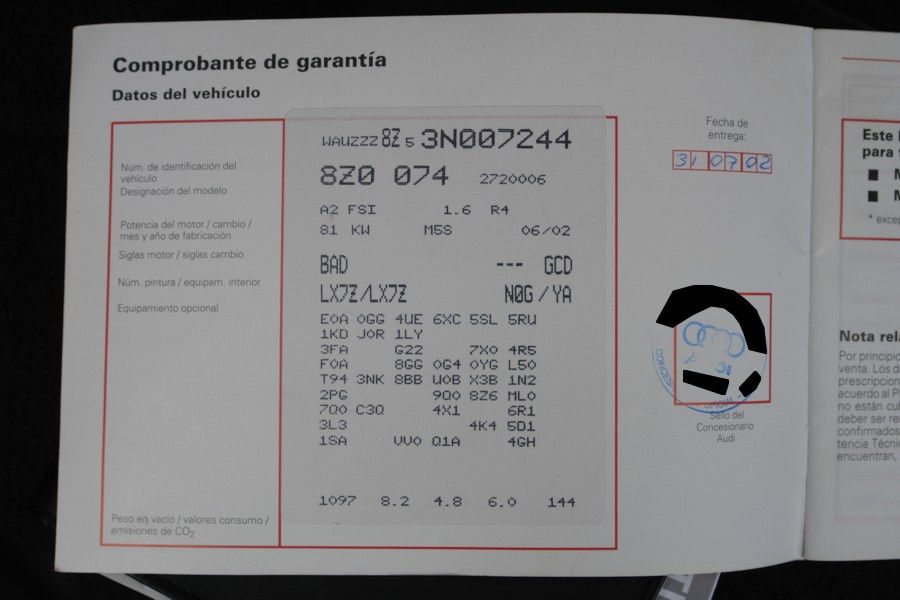 Comprobante de garantía
Datos del vehículo
Núm. de identificación del
vehículo
Designación del modelo
Potencia del motor / cambio /
mes y año de fabricación
Siglas motor / siglas cambio
Núm. pintura / equipam. interior
Equipamiento opcional
Peso en vacío / valores consumo /
emisiones de CO2
WAUZZZ 8Z 5 3N007244
8Z0 074 2720006
A2 FSI 1.6 R4
81 KW M5S 06/02
BAD --- GCD
LX7Z/LX7Z N0G / YA
E0A 0GG 4UE 6XC 5SL 5RU
1KD J0R 1LY
3FA G22 7X0 4R5
F0A 8GG 0G4 0YG L50
T94 3NK 8BB U0B X3B 1N2
2PG 9Q0 8Z6 ML0
7Q0 C3Q 4X1 6R1
3L3 4K4 5D1
1SA VV0 Q1A 4GH
1097 8.2 4.8 6.0 144
Fecha de
entrega:
31 07 02
Sello del
Concesionario
Audi
Este
para
* excep
Nota rel
Por principio
venta. Los d
prescripcion
acuerdo al P
no están cu
deber ser re
confirmados
tencia Técni
encuentran,